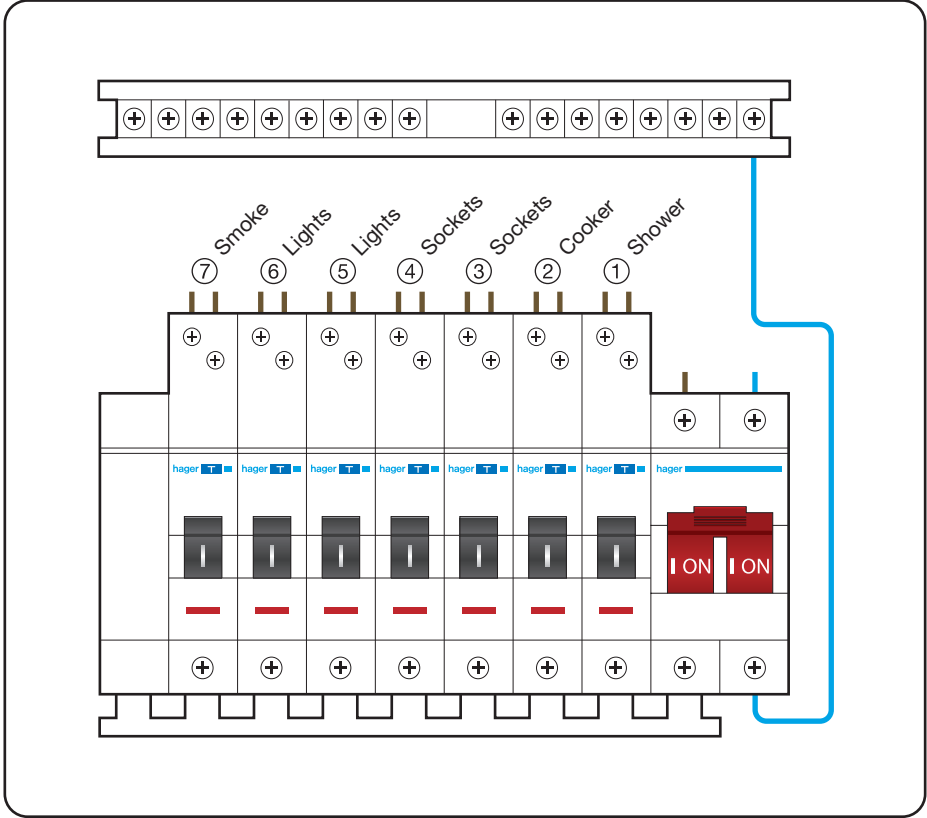 Smoke
Lights
Lights
Sockets
Sockets
Cooker
Shower
7
6
5
4
3
2
1
hager T
hager T
hager T
hager T
hager T
hager T
hager T
hager
I
I
I
I
I
I
I
I ON
I ON